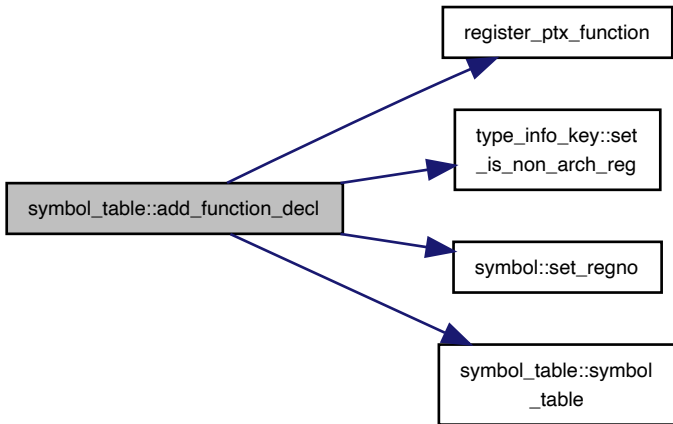 register_ptx_function
type_info_key::set
_is_non_arch_reg
symbol_table::add_function_decl
symbol::set_regno
symbol_table::symbol
_table